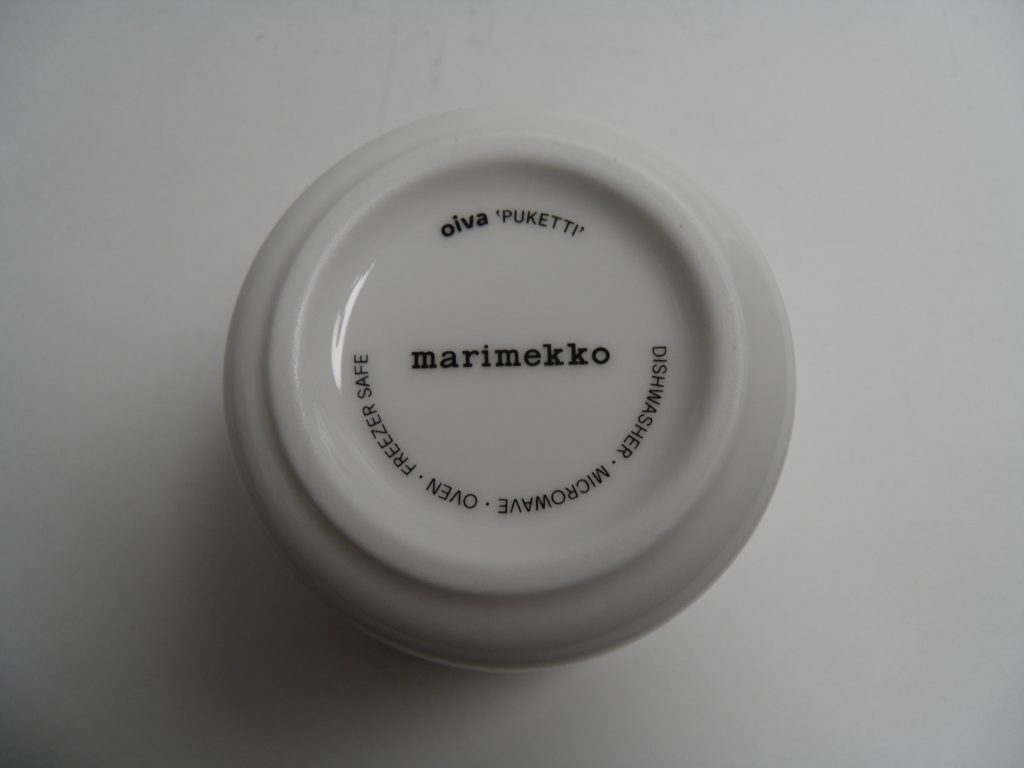 oiva 'PUKETTI'
marimekko
DISHWASHER · MICROWAVE · OVEN · FREEZER SAFE